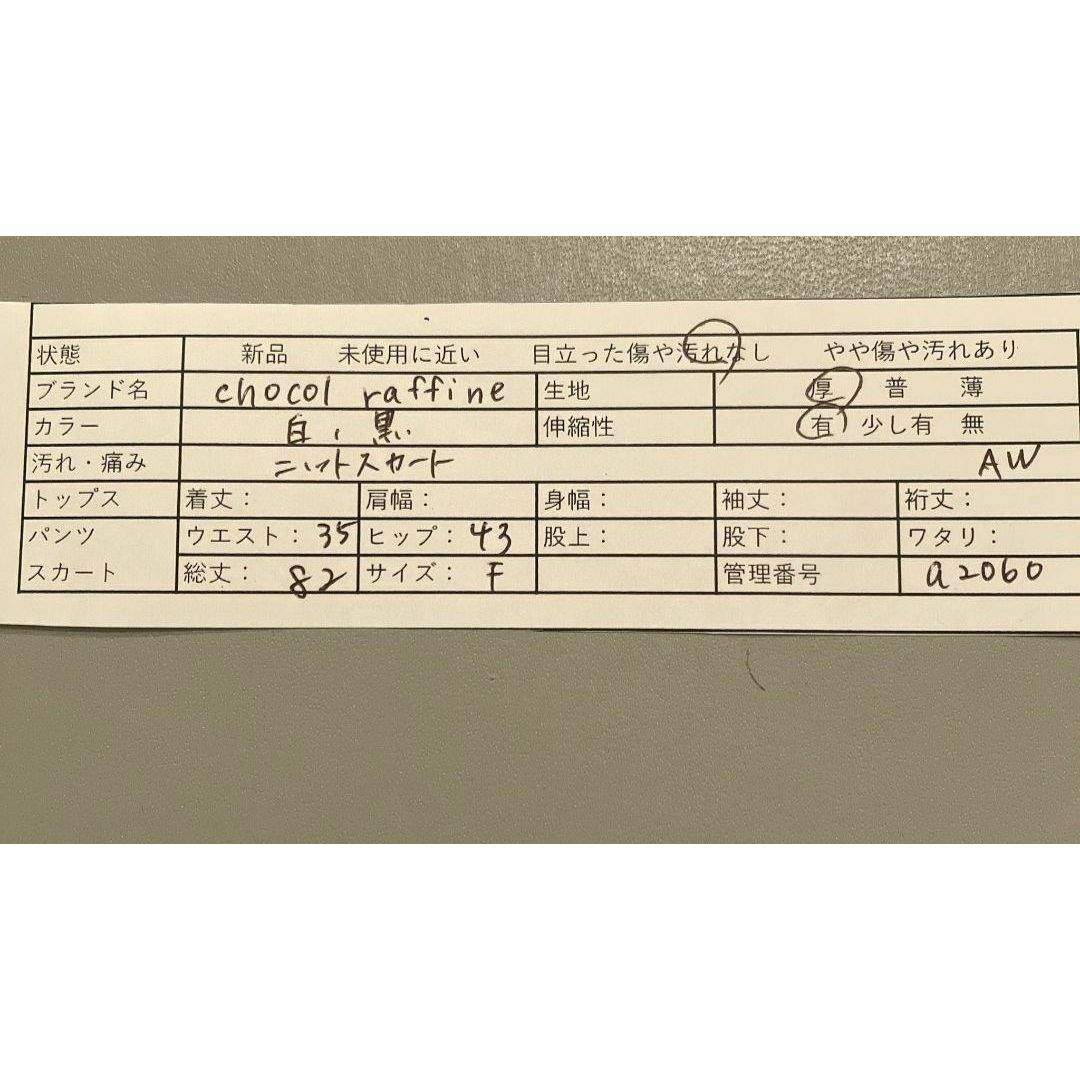 状態 新品 未使用に近い 目立った傷や汚れなし やや傷や汚れあり
ブランド名 chocol raffine 生地 厚 普 薄
カラー 白、黒 伸縮性 有 少し有 無
汚れ・痛み ニットスカート AW
トップス 着丈： 肩幅： 身幅： 袖丈： 裄丈：
パンツ ウエスト：35 ヒップ：43 股上： 股下： ワタリ：
スカート 総丈：82 サイズ：F 管理番号 a2060